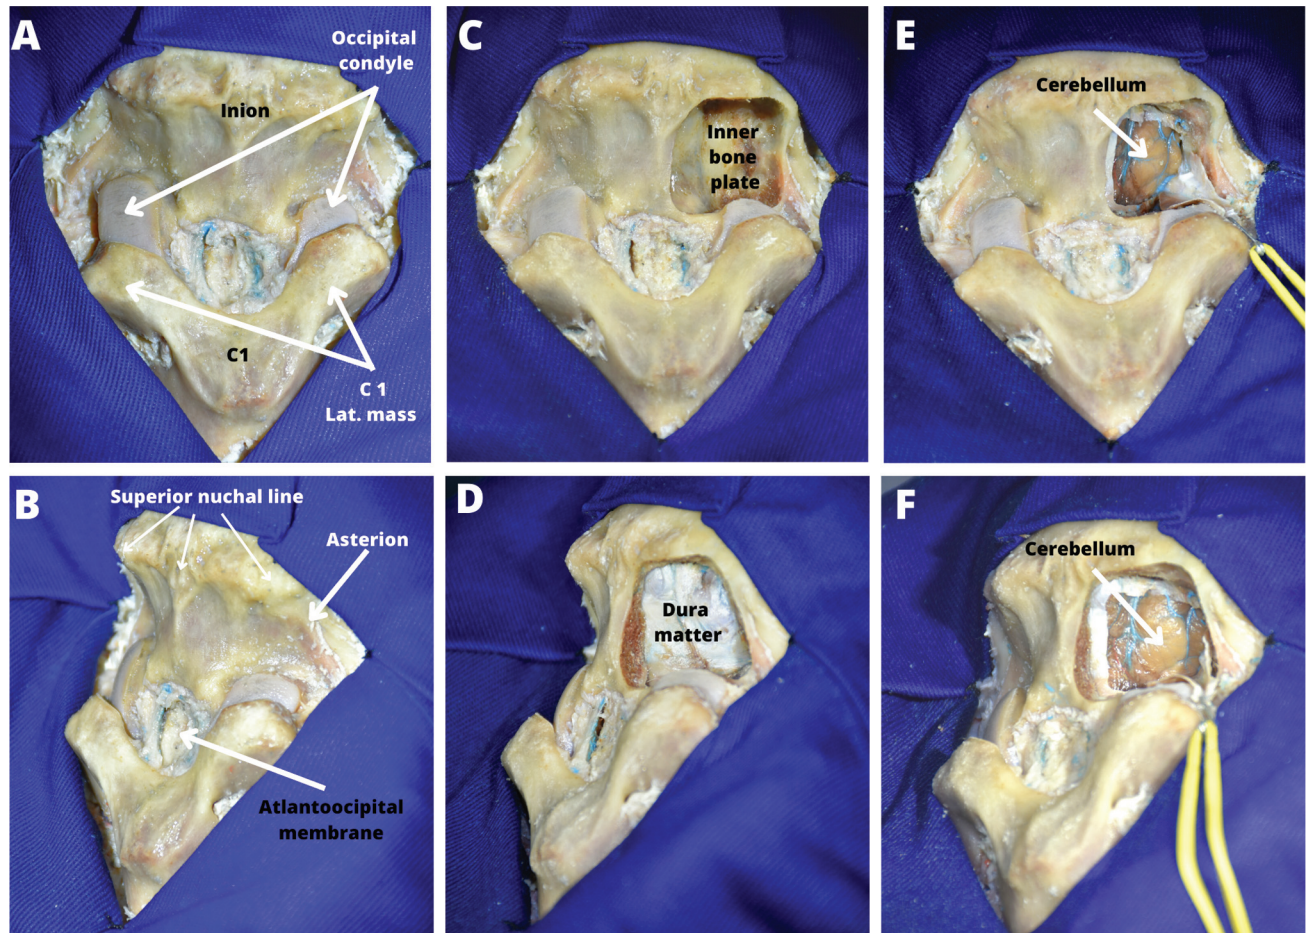 A
Occipital
condyle
Inion
C1
C 1
Lat. mass
C
Inner
bone
plate
E
Cerebellum
B
Superior nuchal line
Asterion
Atlantoocipital
membrane
D
Dura
matter
F
Cerebellum